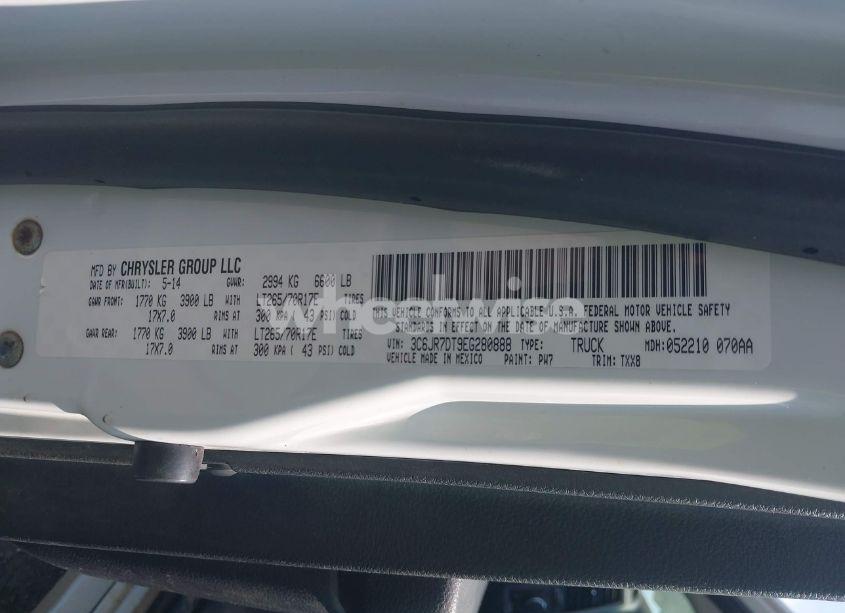 MFD BY CHRYSLER GROUP LLC
DATE OF MFR(BUILT): 5-14 GVWR: 2994 KG 6600 LB
GAWR FRONT: 1770 KG 3900 LB WITH LT265/70R17E TIRES
17X7.0 RIMS AT 300 KPA ( 43 PSI) COLD
GAWR REAR: 1770 KG 3900 LB WITH LT265/70R17E TIRES
17X7.0 RIMS AT 300 KPA ( 43 PSI) COLD
THIS VEHICLE CONFORMS TO ALL APPLICABLE U.S.A. FEDERAL MOTOR VEHICLE SAFETY
STANDARDS IN EFFECT ON THE DATE OF MANUFACTURE SHOWN ABOVE.
VIN: 3C6JR7DT9EG280888 TYPE: TRUCK MDH: 052210 070AA
VEHICLE MADE IN MEXICO PAINT: PW7 TRIM: TXX8
wheelwise